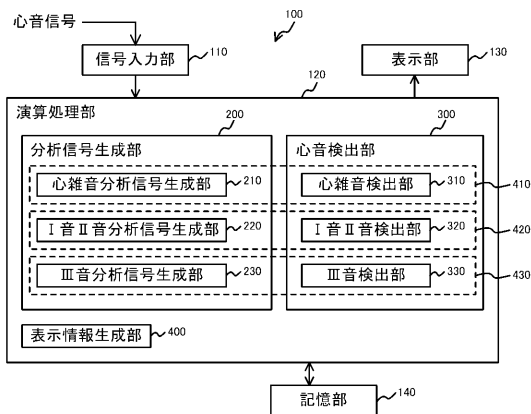 心音信号
100
信号入力部
110
表示部
130
120
演算処理部
200
300
分析信号生成部
心音検出部
心雑音分析信号生成部
210
心雑音検出部
310
410
Ⅰ音Ⅱ音分析信号生成部
220
Ⅰ音Ⅱ音検出部
320
420
Ⅲ音分析信号生成部
230
Ⅲ音検出部
330
430
表示情報生成部
400
記憶部
140